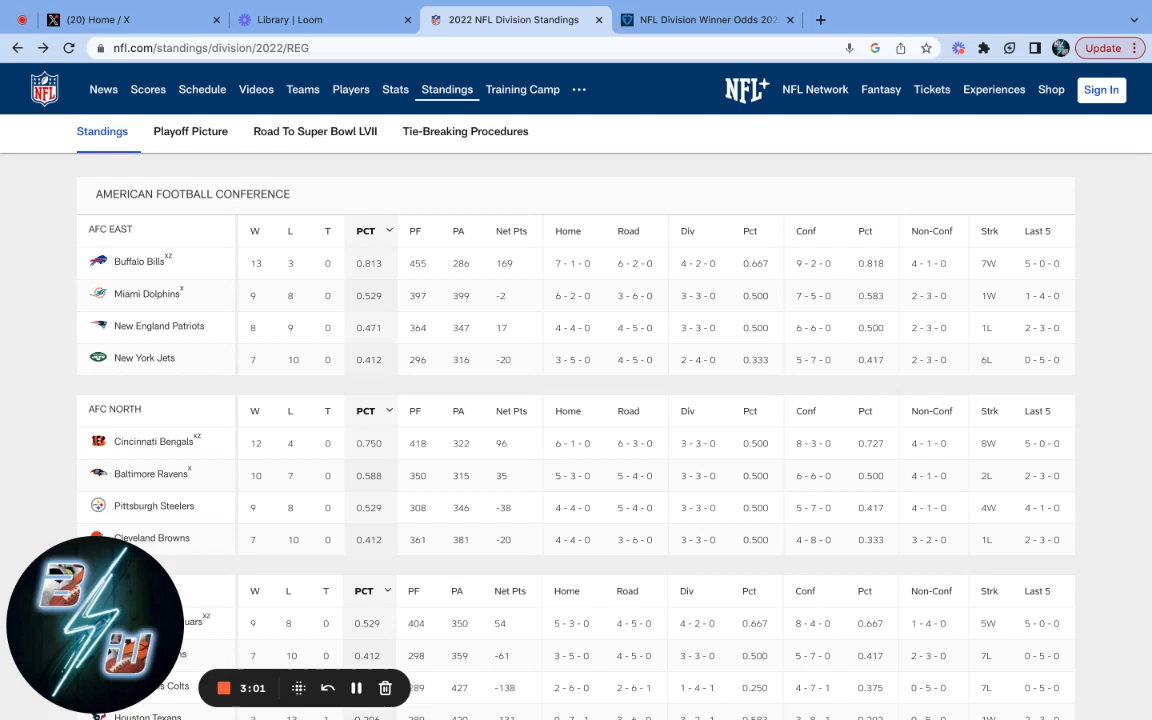 (20) Home / X
Library | Loom
2022 NFL Division Standings
NFL Division Winner Odds 202
Update
nfl.com/standings/division/2022/REG
NFL
News Scores Schedule Videos Teams Players Stats Standings Training Camp ···
NFL+ NFL Network Fantasy Tickets Experiences Shop Sign In
Standings Playoff Picture Road To Super Bowl LVII Tie-Breaking Procedures
AMERICAN FOOTBALL CONFERENCE
AFC EAST W L T PCT PF PA Net Pts Home Road Div Pct Conf Pct Non-Conf Strk Last 5
Buffalo Bills xz 13 3 0 0.813 455 286 169 7 - 1 - 0 6 - 2 - 0 4 - 2 - 0 0.667 9 - 2 - 0 0.818 4 - 1 - 0 7W 5 - 0 - 0
Miami Dolphins x 9 8 0 0.529 397 399 -2 6 - 2 - 0 3 - 6 - 0 3 - 3 - 0 0.500 7 - 5 - 0 0.583 2 - 3 - 0 1W 1 - 4 - 0
New England Patriots 8 9 0 0.471 364 347 17 4 - 4 - 0 4 - 5 - 0 3 - 3 - 0 0.500 6 - 6 - 0 0.500 2 - 3 - 0 1L 2 - 3 - 0
New York Jets 7 10 0 0.412 296 316 -20 3 - 5 - 0 4 - 5 - 0 2 - 4 - 0 0.333 5 - 7 - 0 0.417 2 - 3 - 0 6L 0 - 5 - 0
AFC NORTH W L T PCT PF PA Net Pts Home Road Div Pct Conf Pct Non-Conf Strk Last 5
Cincinnati Bengals xz 12 4 0 0.750 418 322 96 6 - 1 - 0 6 - 3 - 0 3 - 3 - 0 0.500 8 - 3 - 0 0.727 4 - 1 - 0 8W 5 - 0 - 0
Baltimore Ravens x 10 7 0 0.588 350 315 35 5 - 3 - 0 5 - 4 - 0 3 - 3 - 0 0.500 6 - 6 - 0 0.500 4 - 1 - 0 2L 2 - 3 - 0
Pittsburgh Steelers 9 8 0 0.529 308 346 -38 4 - 4 - 0 5 - 4 - 0 3 - 3 - 0 0.500 5 - 7 - 0 0.417 4 - 1 - 0 4W 4 - 1 - 0
Cleveland Browns 7 10 0 0.412 361 381 -20 4 - 4 - 0 3 - 6 - 0 3 - 3 - 0 0.500 4 - 8 - 0 0.333 3 - 2 - 0 1L 2 - 3 - 0
W L T PCT PF PA Net Pts Home Road Div Pct Conf Pct Non-Conf Strk Last 5
uars xz 9 8 0 0.529 404 350 54 5 - 3 - 0 4 - 5 - 0 4 - 2 - 0 0.667 8 - 4 - 0 0.667 1 - 4 - 0 5W 5 - 0 - 0
ns 7 10 0 0.412 298 359 -61 3 - 5 - 0 4 - 5 - 0 3 - 3 - 0 0.500 5 - 7 - 0 0.417 2 - 3 - 0 7L 0 - 5 - 0
s Colts 289 427 -138 2 - 6 - 0 2 - 6 - 1 1 - 4 - 1 0.250 4 - 7 - 1 0.375 0 - 5 - 0 7L 0 - 5 - 0
Houston Texans
B
iU
3:01